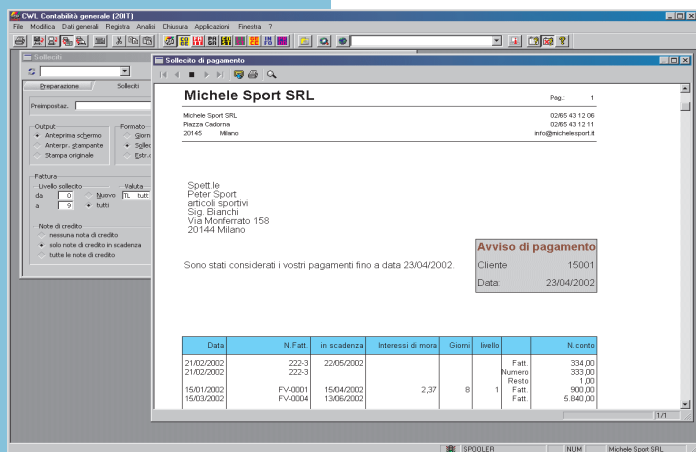 CWL Contabilità generale (20IT)
File Modifica Dati generali Registra Analisi Chiusura Applicazioni Finestra ?
Solleciti
Preparazione Solleciti
Preimpostaz.
Output
Anteprima schermo
Anterpr. stampante
Stampa originale
Formato
Giorn
Sollec
Estr.c
Fattura
Livello sollecito
da 0
a 9
Nuovo
tutti
Valuta
TL tutt
Note di credito
nessuna nota di credito
solo note di credito in scadenza
tutte le note di credito
Sollecito di pagamento
Michele Sport SRL
Pag.: 1
Michele Sport SRL 02/65 43 12 06
Piazza Cadorna 02/65 43 12 11
20145 Milano info@michelesport.it
Spett.le
Peter Sport
articoli sportivi
Sig. Bianchi
Via Monferrato 158
20144 Milano
Avviso di pagamento
Cliente 15001
Data: 23/04/2002
Sono stati considerati i vostri pagamenti fino a data 23/04/2002.
Data N.Fatt. in scadenza Interessi di mora Giorni livello N.conto
21/02/2002 222-3 22/05/2002 Fatt. 334,00
21/02/2002 222-3 Numero 333,00
Resto 1,00
15/01/2002 FV-0001 15/04/2002 2,37 8 1 Fatt. 900,00
15/03/2002 FV-0004 13/06/2002 Fatt. 5.840,00
1/1
SPOOLER NUM Michele Sport SRL